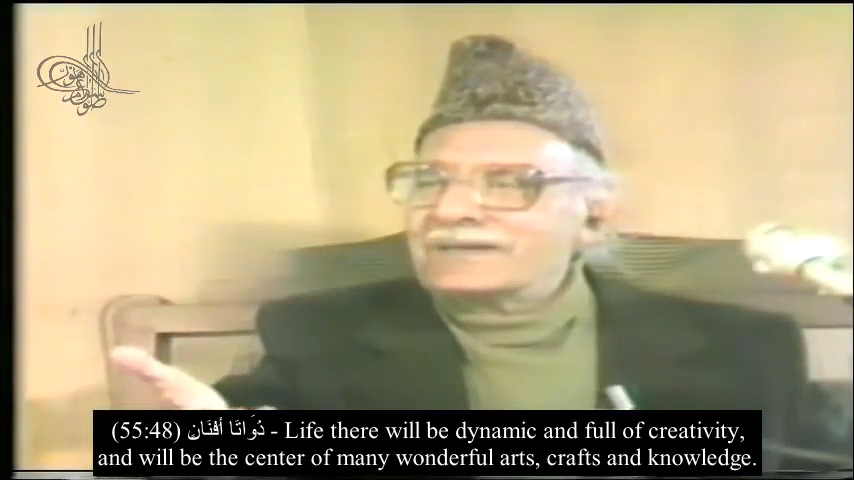 (55:48) ذَوَاتَا أَفْنَانٍ - Life there will be dynamic and full of creativity,
and will be the center of many wonderful arts, crafts and knowledge.